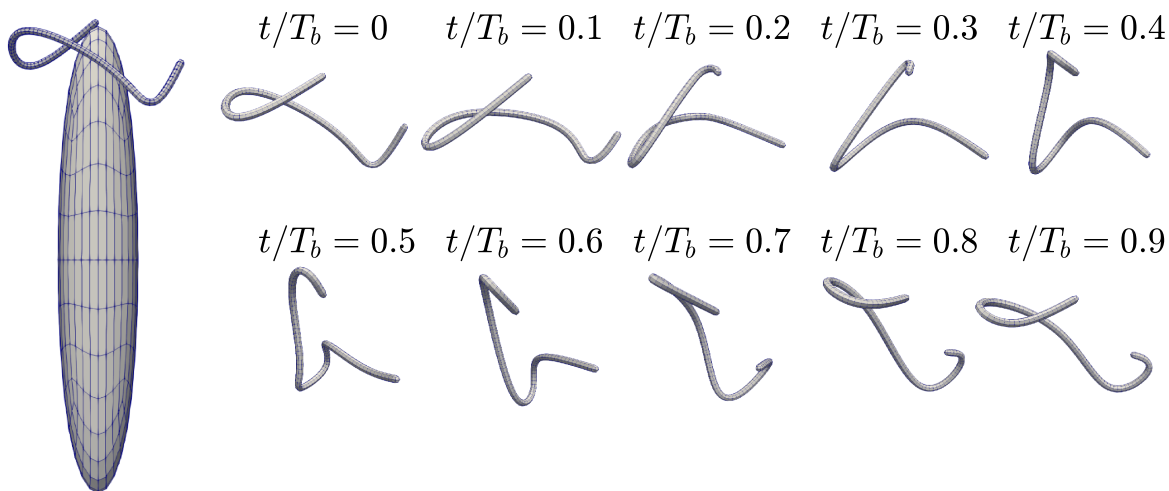 t/T_b = 0 t/T_b = 0.1 t/T_b = 0.2 t/T_b = 0.3 t/T_b = 0.4
t/T_b = 0.5 t/T_b = 0.6 t/T_b = 0.7 t/T_b = 0.8 t/T_b = 0.9